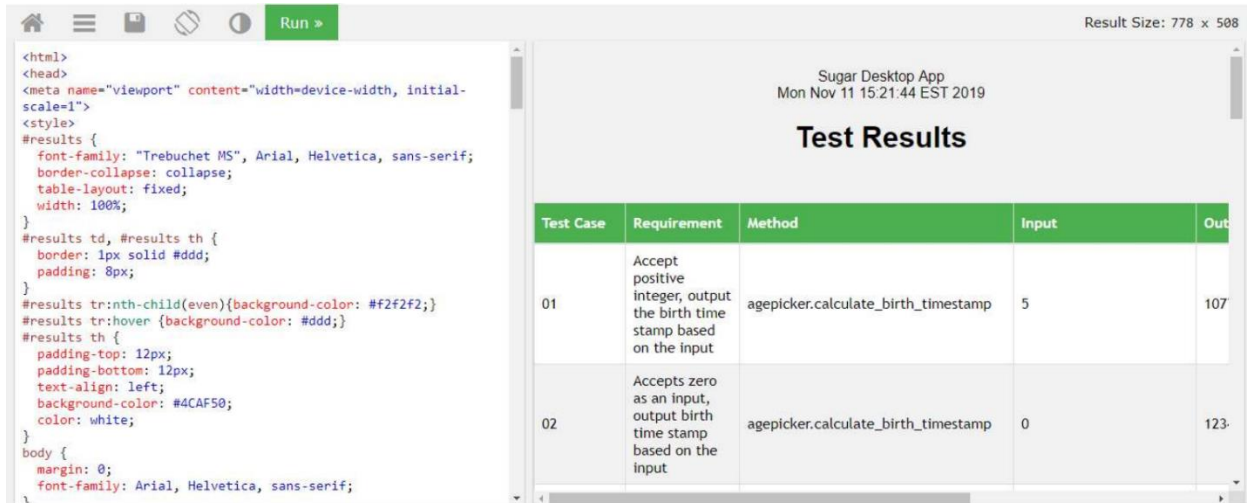 Run »
Result Size: 778 x 508
<html>
<head>
<meta name="viewport" content="width=device-width, initial-
scale=1">
<style>
#results {
  font-family: "Trebuchet MS", Arial, Helvetica, sans-serif;
  border-collapse: collapse;
  table-layout: fixed;
  width: 100%;
}
#results td, #results th {
  border: 1px solid #ddd;
  padding: 8px;
}
#results tr:nth-child(even){background-color: #f2f2f2;}
#results tr:hover {background-color: #ddd;}
#results th {
  padding-top: 12px;
  padding-bottom: 12px;
  text-align: left;
  background-color: #4CAF50;
  color: white;
}
body {
  margin: 0;
  font-family: Arial, Helvetica, sans-serif;
}
Sugar Desktop App
Mon Nov 11 15:21:44 EST 2019
Test Results
Test Case Requirement Method Input Out
Accept
positive
integer, output
01 the birth time agepicker.calculate_birth_timestamp 5 107
stamp based
on the input
Accepts zero
as an input,
output birth
02 time stamp agepicker.calculate_birth_timestamp 0 123
based on the
input